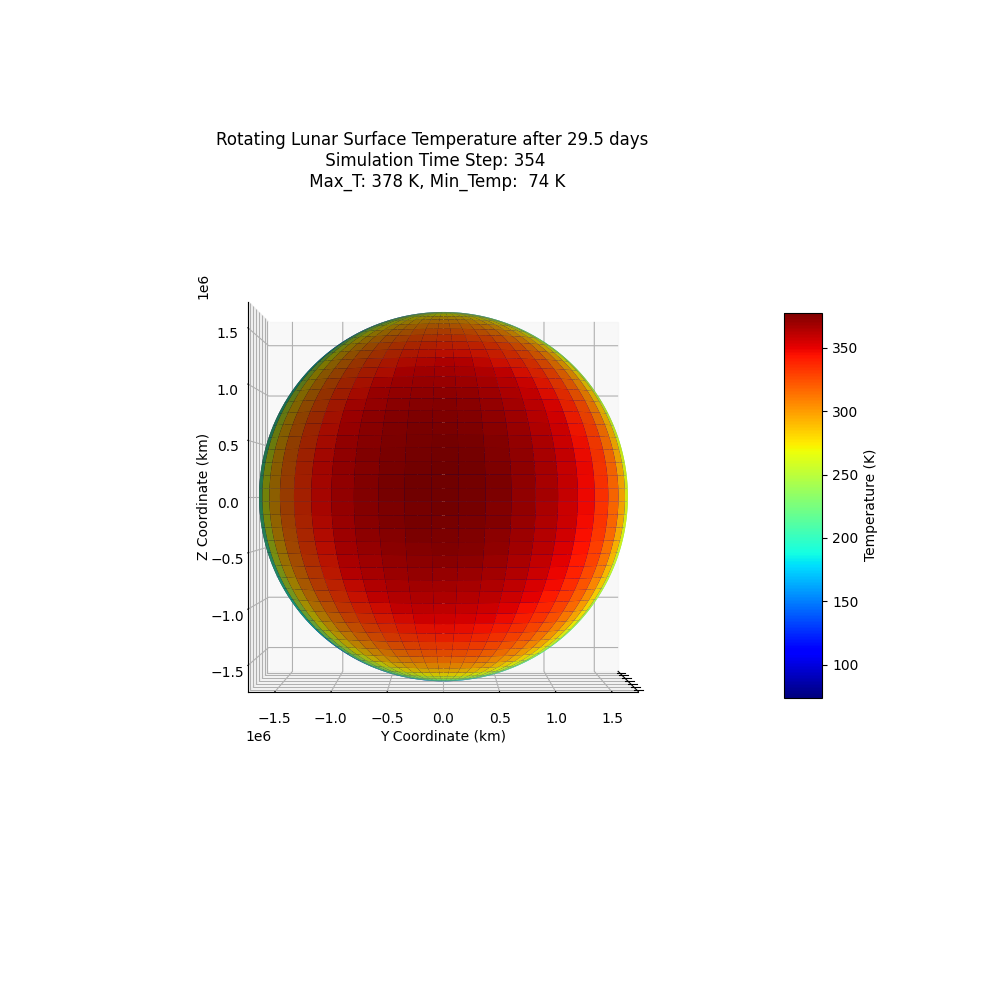 Rotating Lunar Surface Temperature after 29.5 days
Simulation Time Step: 354
Max_T: 378 K, Min_Temp:  74 K
1e6
1.5
1.0
0.5
0.0
−0.5
−1.0
−1.5
Z Coordinate (km)
−1.5 −1.0 −0.5 0.0 0.5 1.0 1.5
1e6
Y Coordinate (km)
350
300
250
200
150
100
Temperature (K)